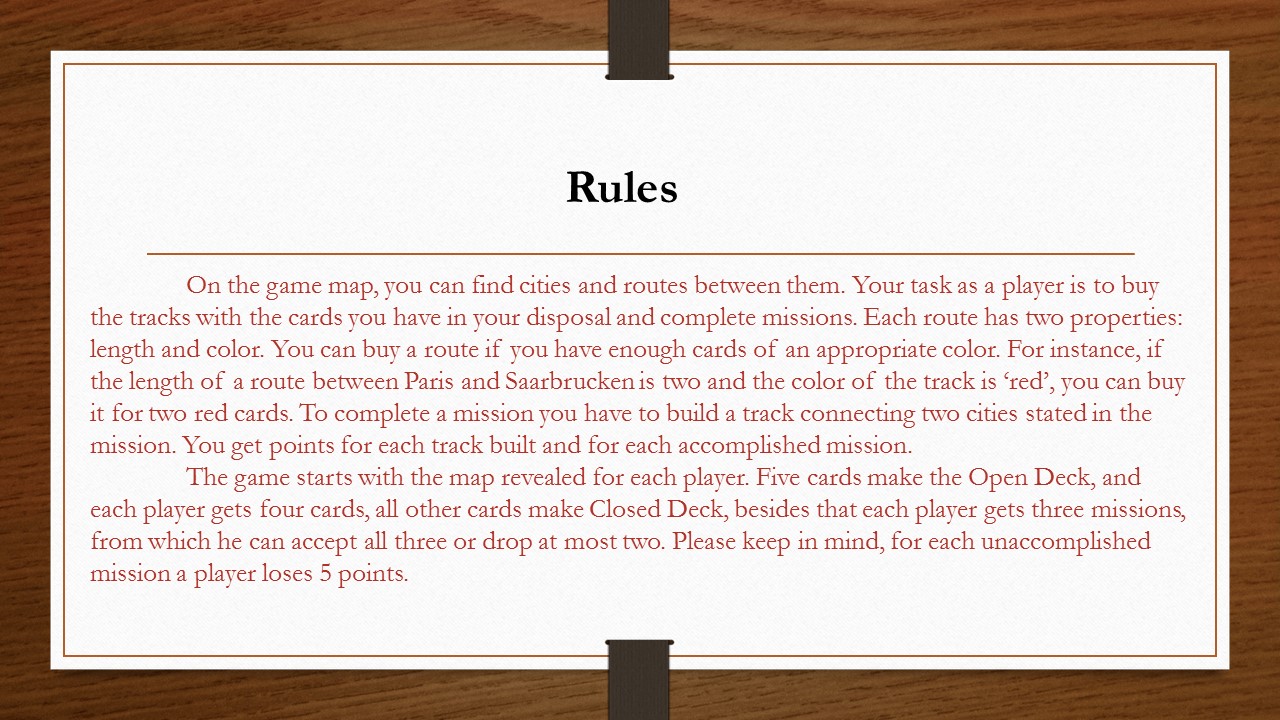 Rules
On the game map, you can find cities and routes between them. Your task as a player is to buy
the tracks with the cards you have in your disposal and complete missions. Each route has two properties:
length and color. You can buy a route if you have enough cards of an appropriate color. For instance, if
the length of a route between Paris and Saarbrucken is two and the color of the track is ‘red’, you can buy
it for two red cards. To complete a mission you have to build a track connecting two cities stated in the
mission. You get points for each track built and for each accomplished mission.
The game starts with the map revealed for each player. Five cards make the Open Deck, and
each player gets four cards, all other cards make Closed Deck, besides that each player gets three missions,
from which he can accept all three or drop at most two. Please keep in mind, for each unaccomplished
mission a player loses 5 points.